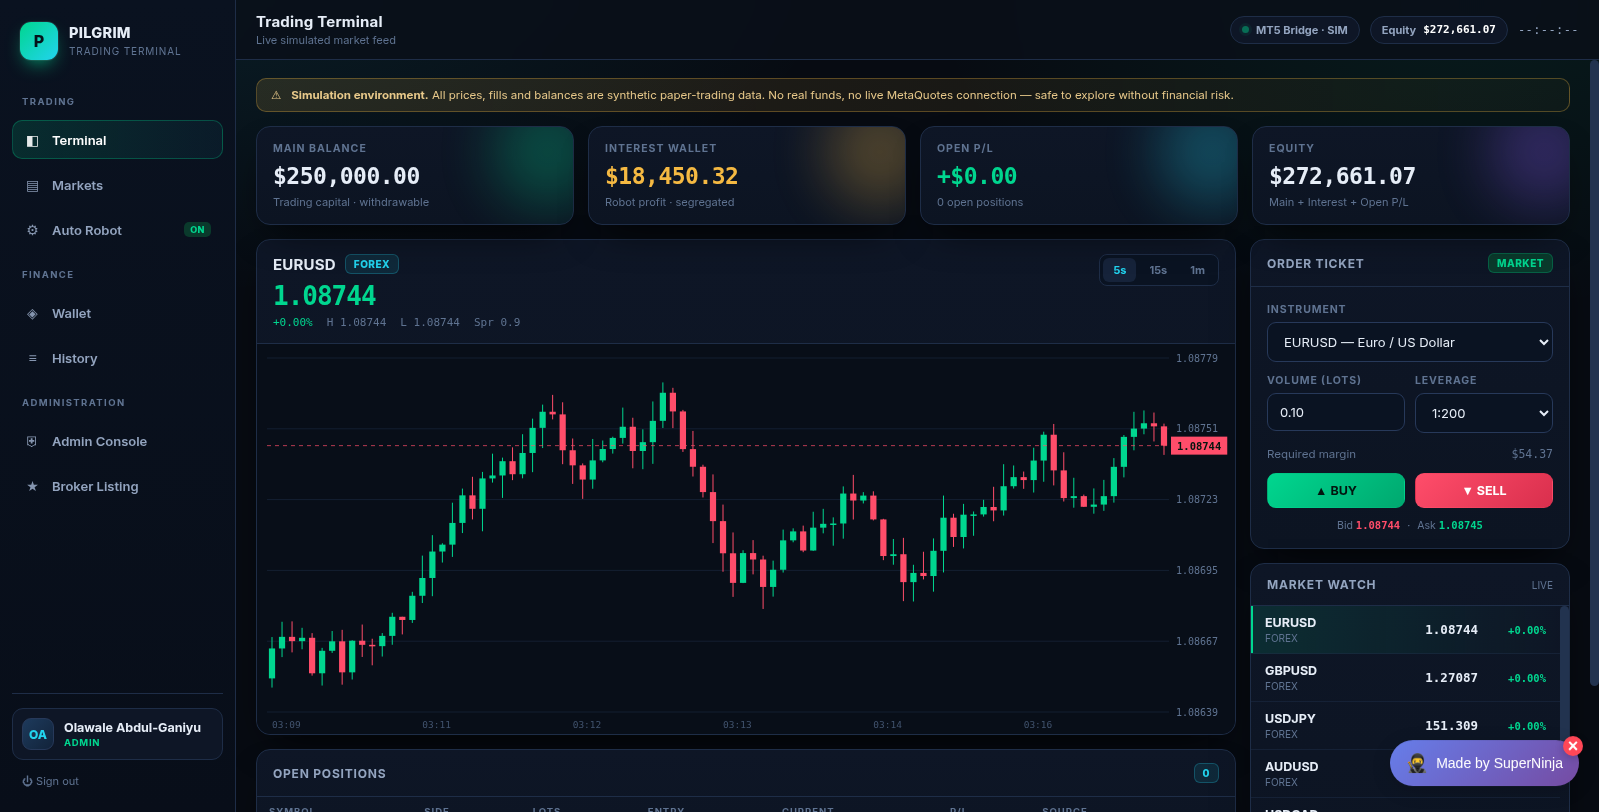 P
PILGRIM
TRADING TERMINAL
TRADING
Terminal
Markets
Auto Robot ON
FINANCE
Wallet
History
ADMINISTRATION
Admin Console
Broker Listing
OA
Olawale Abdul-Ganiyu
ADMIN
Sign out
Trading Terminal
Live simulated market feed
MT5 Bridge · SIM
Equity $272,661.07
--:--:--
⚠ Simulation environment. All prices, fills and balances are synthetic paper-trading data. No real funds, no live MetaQuotes connection — safe to explore without financial risk.
MAIN BALANCE
$250,000.00
Trading capital · withdrawable
INTEREST WALLET
$18,450.32
Robot profit · segregated
OPEN P/L
+$0.00
0 open positions
EQUITY
$272,661.07
Main + Interest + Open P/L
EURUSD FOREX
1.08744
+0.00% H 1.08744 L 1.08744 Spr 0.9
5s 15s 1m
1.08779
1.08751
1.08744
1.08723
1.08695
1.08667
1.08639
03:09 03:11 03:12 03:13 03:14 03:16
OPEN POSITIONS 0
SYMBOL SIDE LOTS ENTRY CURRENT P/L SOURCE
ORDER TICKET MARKET
INSTRUMENT
EURUSD — Euro / US Dollar
VOLUME (LOTS) LEVERAGE
0.10 1:200
Required margin $54.37
▲ BUY ▼ SELL
Bid 1.08744 · Ask 1.08745
MARKET WATCH LIVE
EURUSD 1.08744 +0.00%
FOREX
GBPUSD 1.27087 +0.00%
FOREX
USDJPY 151.309 +0.00%
FOREX
AUDUSD
FOREX
USDCAD
Made by SuperNinja